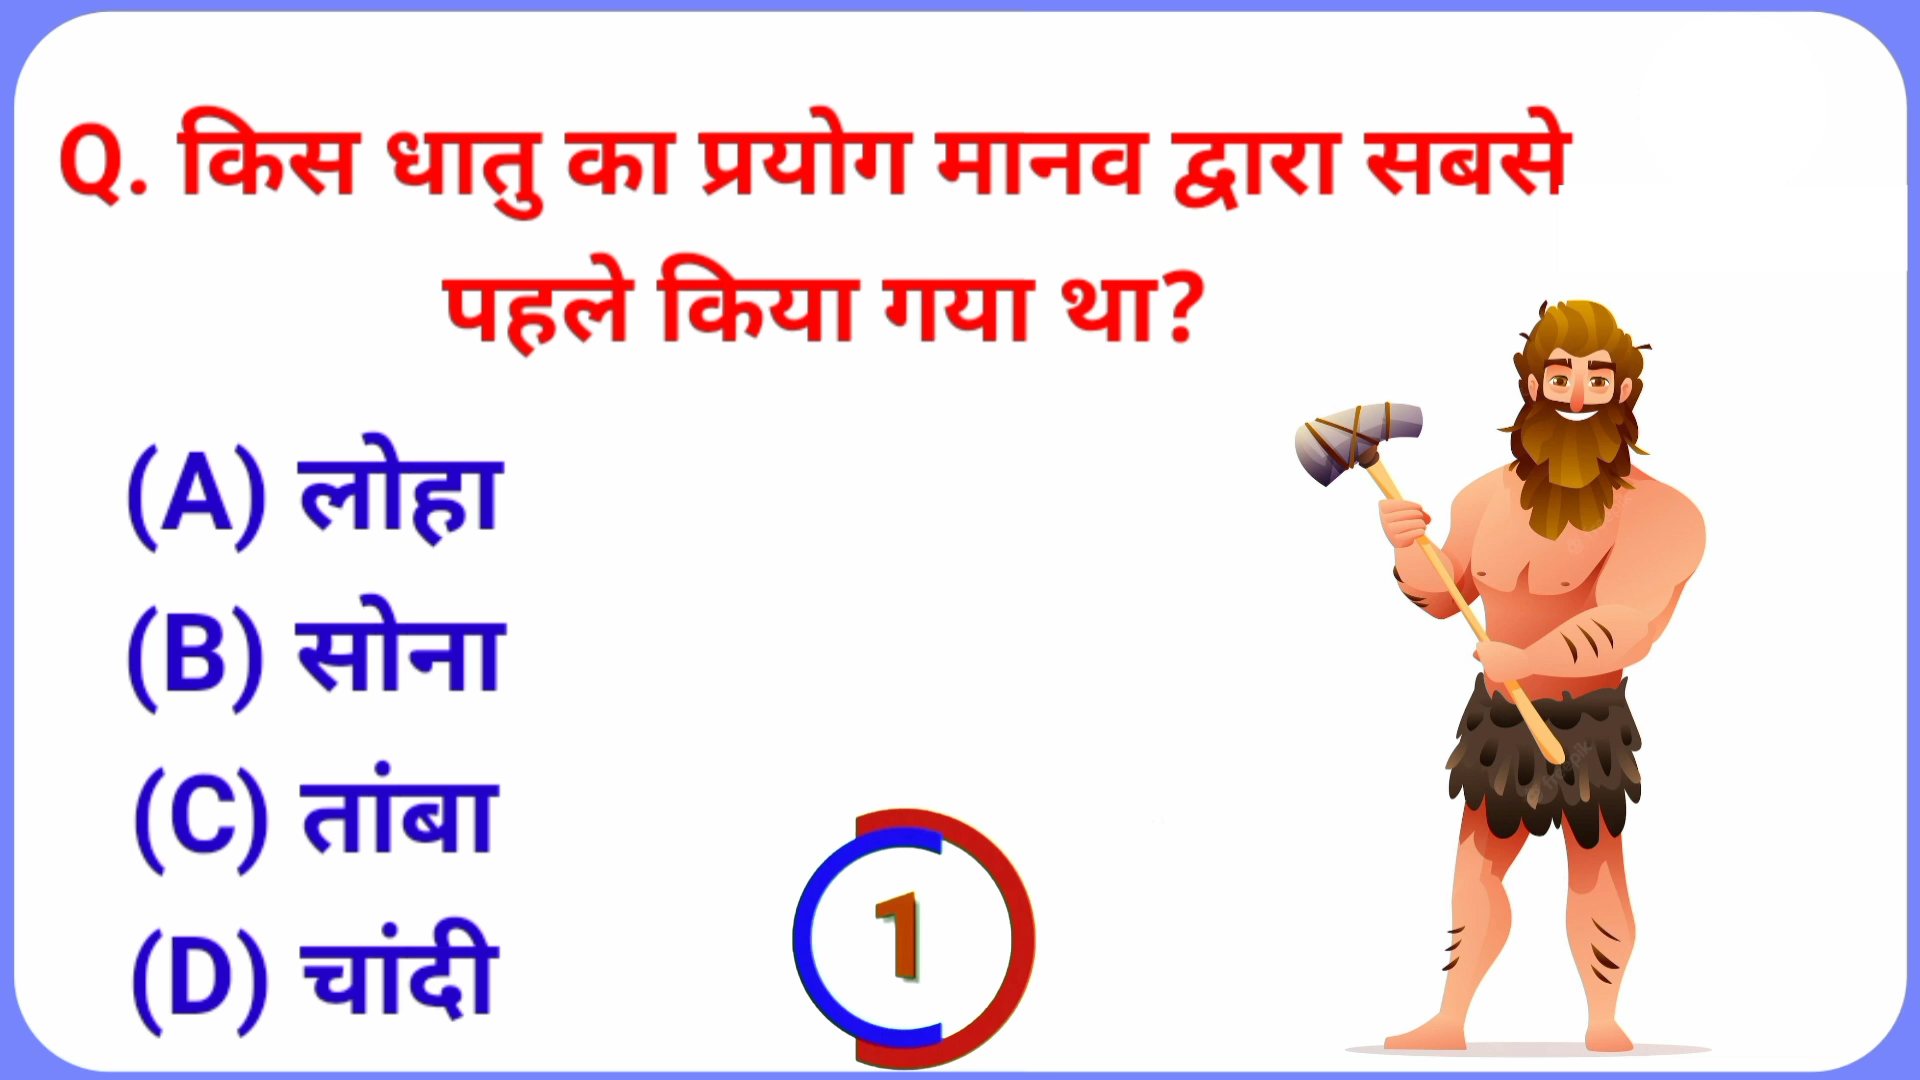 Q. किस धातु का प्रयोग मानव द्वारा सबसे
पहले किया गया था?
(A) लोहा
(B) सोना
(C) तांबा
(D) चांदी
1